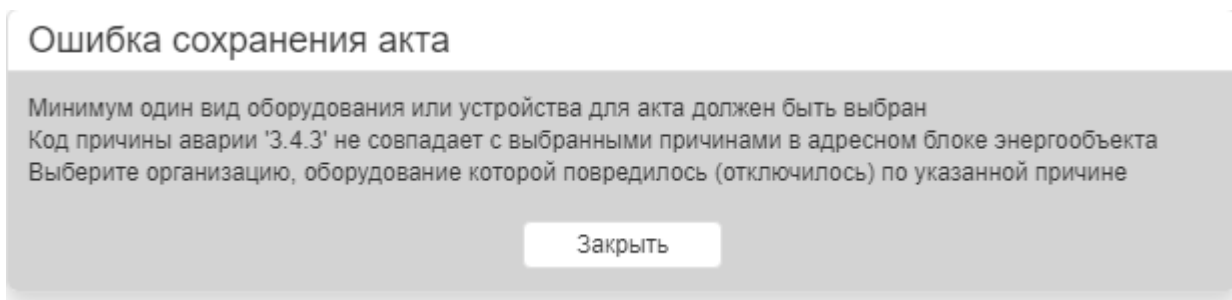 Ошибка сохранения акта
Минимум один вид оборудования или устройства для акта должен быть выбран
Код причины аварии '3.4.3' не совпадает с выбранными причинами в адресном блоке энергообъекта
Выберите организацию, оборудование которой повредилось (отключилось) по указанной причине
Закрыть